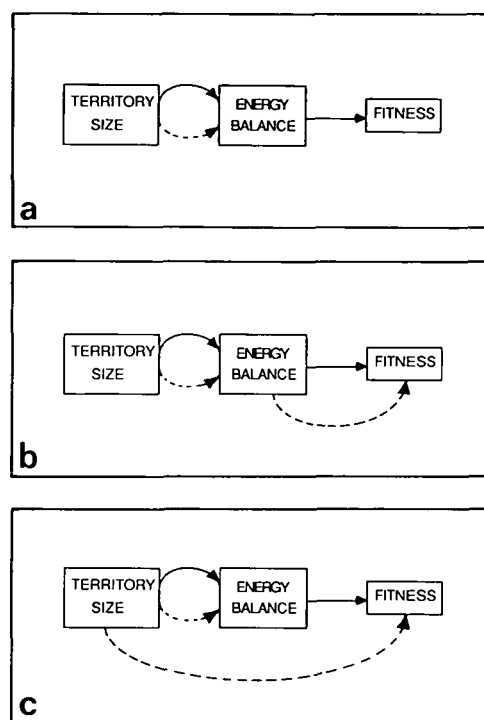 TERRITORY
SIZE
ENERGY
BALANCE
FITNESS
a
TERRITORY
SIZE
ENERGY
BALANCE
FITNESS
b
TERRITORY
SIZE
ENERGY
BALANCE
FITNESS
c